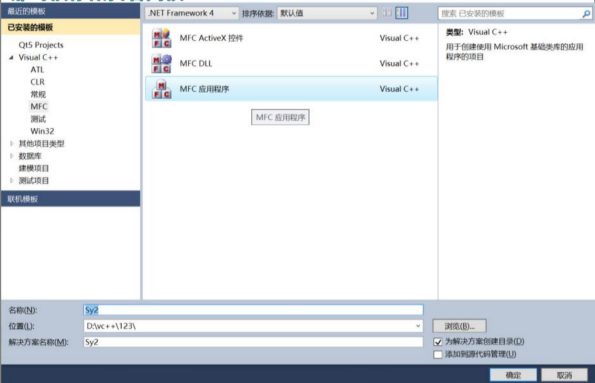 最近的模板
.NET Framework 4
排序依据:
默认值
搜索 已安装的模板
已安装的模板
Qt5 Projects
Visual C++
ATL
CLR
常规
MFC
测试
Win32
其他项目类型
数据库
建模项目
测试项目
联机模板
MFC ActiveX 控件 Visual C++
MFC DLL Visual C++
MFC 应用程序 Visual C++
MFC 应用程序
类型: Visual C++
用于创建使用 Microsoft 基础类库的应用
程序的项目
名称(N): Sy2
位置(L): D:\vc++\123\ 浏览(B)...
解决方案名称(M): Sy2
为解决方案创建目录(D)
添加到源代码管理(U)
确定 取消